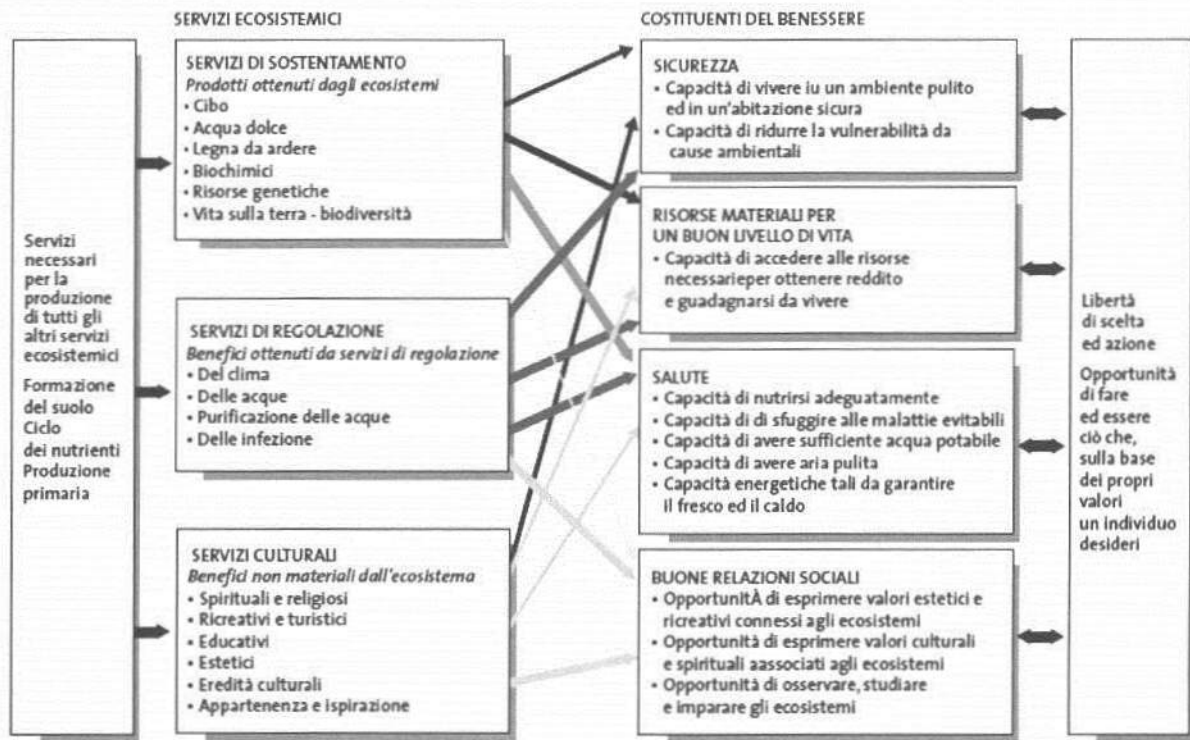 SERVIZI ECOSISTEMICI
COSTITUENTI DEL BENESSERE
Servizi
necessari
per la
produzione
di tutti gli
altri servizi
ecosistemici
Formazione
del suolo
Ciclo
dei nutrienti
Produzione
primaria
SERVIZI DI SOSTENTAMENTO
Prodotti ottenuti dagli ecosistemi
• Cibo
• Acqua dolce
• Legna da ardere
• Biochimici
• Risorse genetiche
• Vita sulla terra - biodiversità
SERVIZI DI REGOLAZIONE
Benefici ottenuti da servizi di regolazione
• Del clima
• Delle acque
• Purificazione delle acque
• Delle infezione
SERVIZI CULTURALI
Benefici non materiali dall'ecosistema
• Spirituali e religiosi
• Ricreativi e turistici
• Educativi
• Estetici
• Eredità culturali
• Appartenenza e ispirazione
SICUREZZA
• Capacità di vivere iu un ambiente pulito
ed in un'abitazione sicura
• Capacità di ridurre la vulnerabilità da
cause ambientali
RISORSE MATERIALI PER
UN BUON LIVELLO DI VITA
• Capacità di accedere alle risorse
necessarieper ottenere reddito
e guadagnarsi da vivere
SALUTE
• Capacità di nutrirsi adeguatamente
• Capacità di di sfuggire alle malattie evitabili
• Capacità di avere sufficiente acqua potabile
• Capacità di avere aria pulita
• Capacità energetiche tali da garantire
il fresco ed il caldo
BUONE RELAZIONI SOCIALI
• OpportunitÀ di esprimere valori estetici e
ricreativi connessi agli ecosistemi
• Opportunità di esprimere valori culturali
e spirituali aassociati agli ecosistemi
• Opportunità di osservare, studiare
e imparare gli ecosistemi
Libertà
di scelta
ed azione
Opportunità
di fare
ed essere
ciò che,
sulla base
dei propri
valori
un individuo
desideri